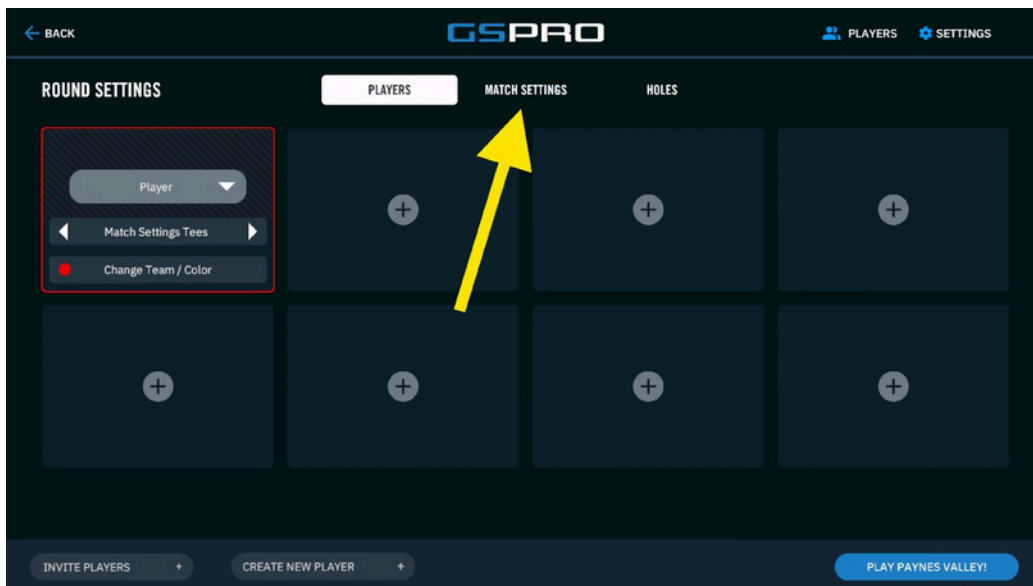 BACK
GSPRO
PLAYERS
SETTINGS
ROUND SETTINGS
PLAYERS
MATCH SETTINGS
HOLES
Player
Match Settings Tees
Change Team / Color
INVITE PLAYERS +
CREATE NEW PLAYER +
PLAY PAYNES VALLEY!